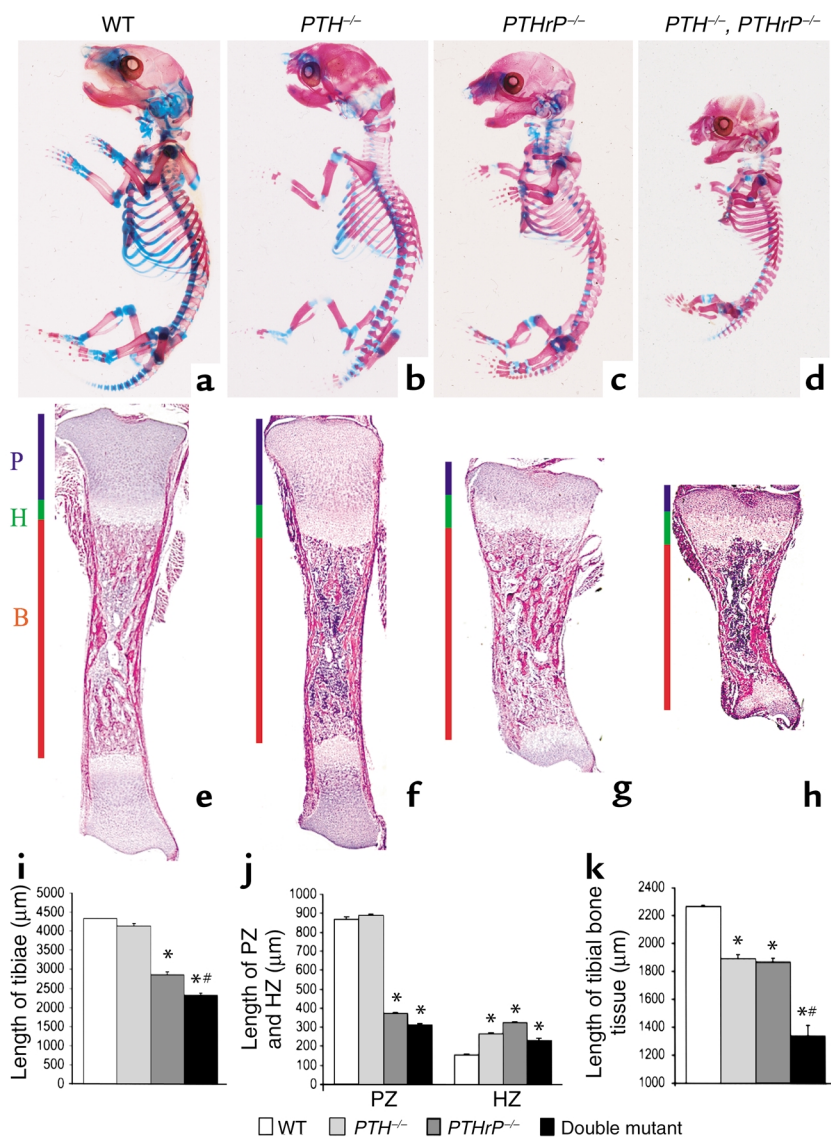 WT PTH–/– PTHrP–/– PTH–/–, PTHrP–/–
a b c d
P
H
B
e f g h
i j k
Length of tibiae (μm)
5000
4500
4000
3500
3000
2500
2000
1500
1000
500
0
*
*#
Length of PZ
and HZ (μm)
1000
900
800
700
600
500
400
300
200
100
0
* *
* * *
PZ HZ
Length of tibial bone
tissue (μm)
2400
2200
2000
1800
1600
1400
1200
1000
* *
*#
WT PTH–/– PTHrP–/– Double mutant